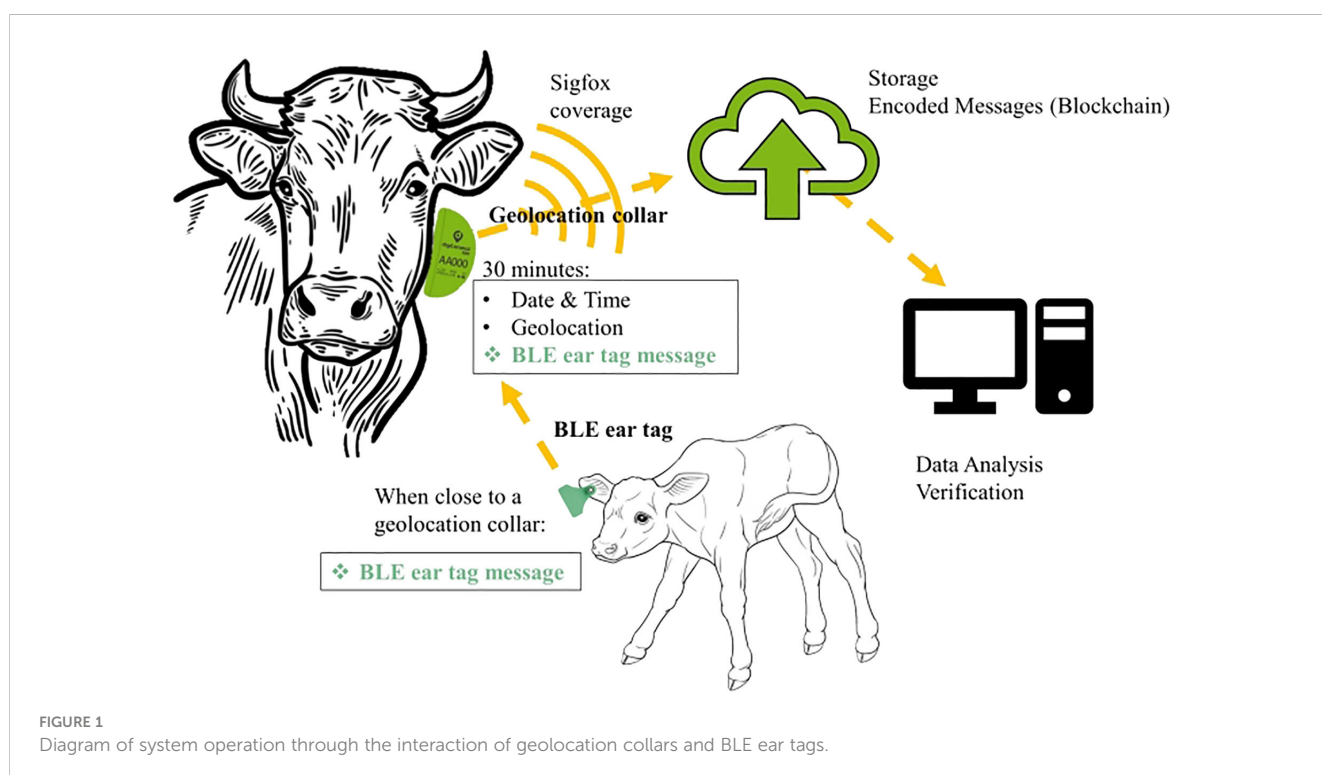 Sigfox
coverage
Storage
Encoded Messages (Blockchain)
Geolocation collar
AA000
30 minutes:
• Date & Time
• Geolocation
❖ BLE ear tag message
BLE ear tag
When close to a
geolocation collar:
❖ BLE ear tag message
Data Analysis
Verification
FIGURE 1
Diagram of system operation through the interaction of geolocation collars and BLE ear tags.